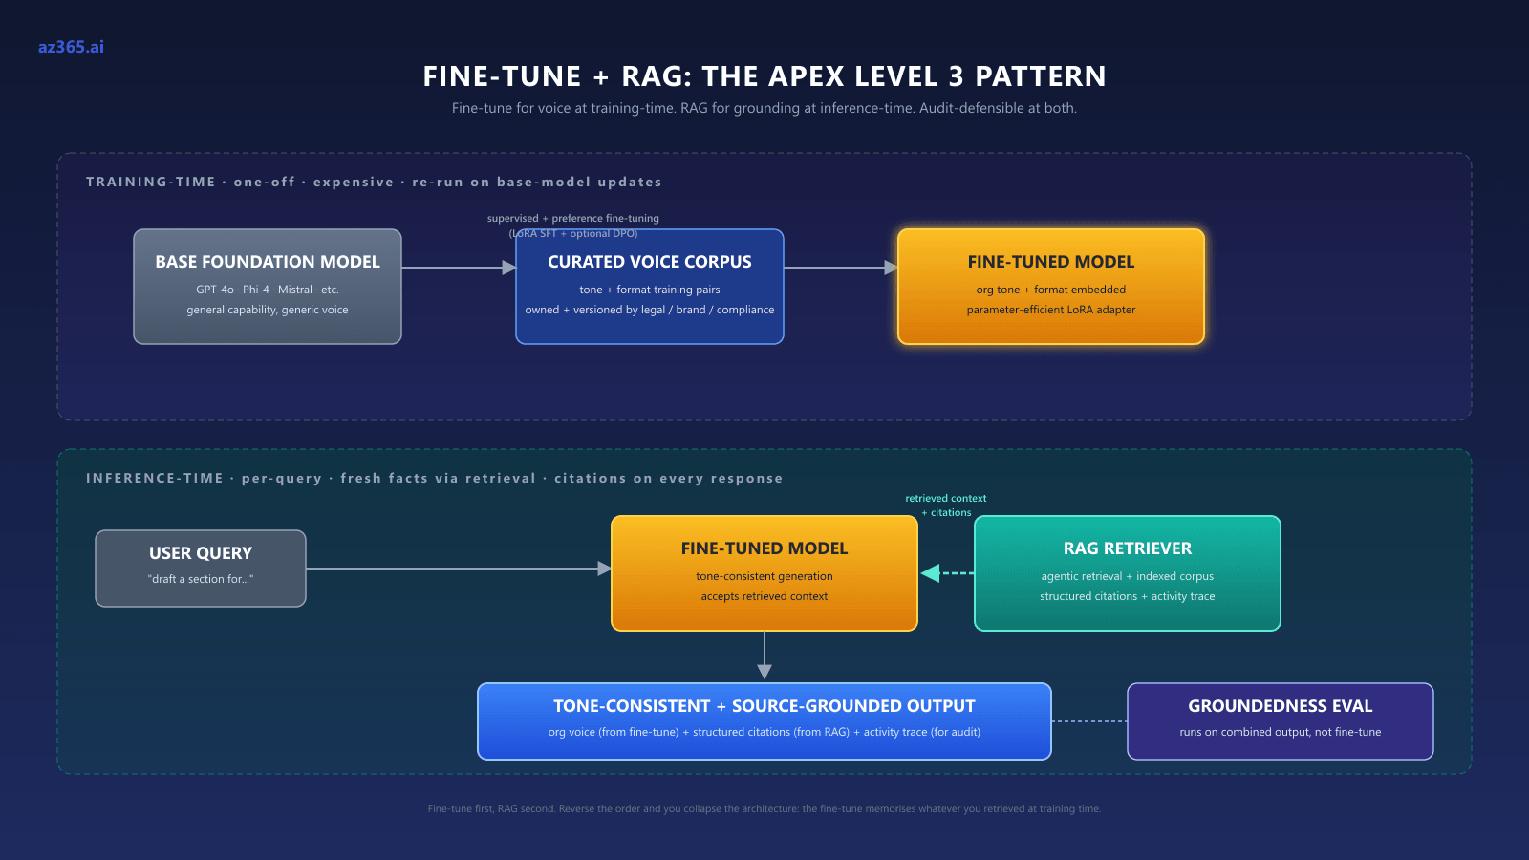 az365.ai
FINE-TUNE + RAG: THE APEX LEVEL 3 PATTERN
Fine-tune for voice at training-time. RAG for grounding at inference-time. Audit-defensible at both.
TRAINING-TIME · one-off · expensive · re-run on base-model updates
supervised + preference fine-tuning
(LoRA SFT + optional DPO)
BASE FOUNDATION MODEL
GPT-4o · Phi-4 · Mistral · etc.
general capability, generic voice
CURATED VOICE CORPUS
tone + format training pairs
owned + versioned by legal / brand / compliance
FINE-TUNED MODEL
org tone + format embedded
parameter-efficient LoRA adapter
INFERENCE-TIME · per-query · fresh facts via retrieval · citations on every response
retrieved context
+ citations
USER QUERY
"draft a section for..."
FINE-TUNED MODEL
tone-consistent generation
accepts retrieved context
RAG RETRIEVER
agentic retrieval + indexed corpus
structured citations + activity trace
TONE-CONSISTENT + SOURCE-GROUNDED OUTPUT
org voice (from fine-tune) + structured citations (from RAG) + activity trace (for audit)
GROUNDEDNESS EVAL
runs on combined output, not fine-tune
Fine-tune first, RAG second. Reverse the order and you collapse the architecture: the fine-tune memorises whatever you retrieved at training time.